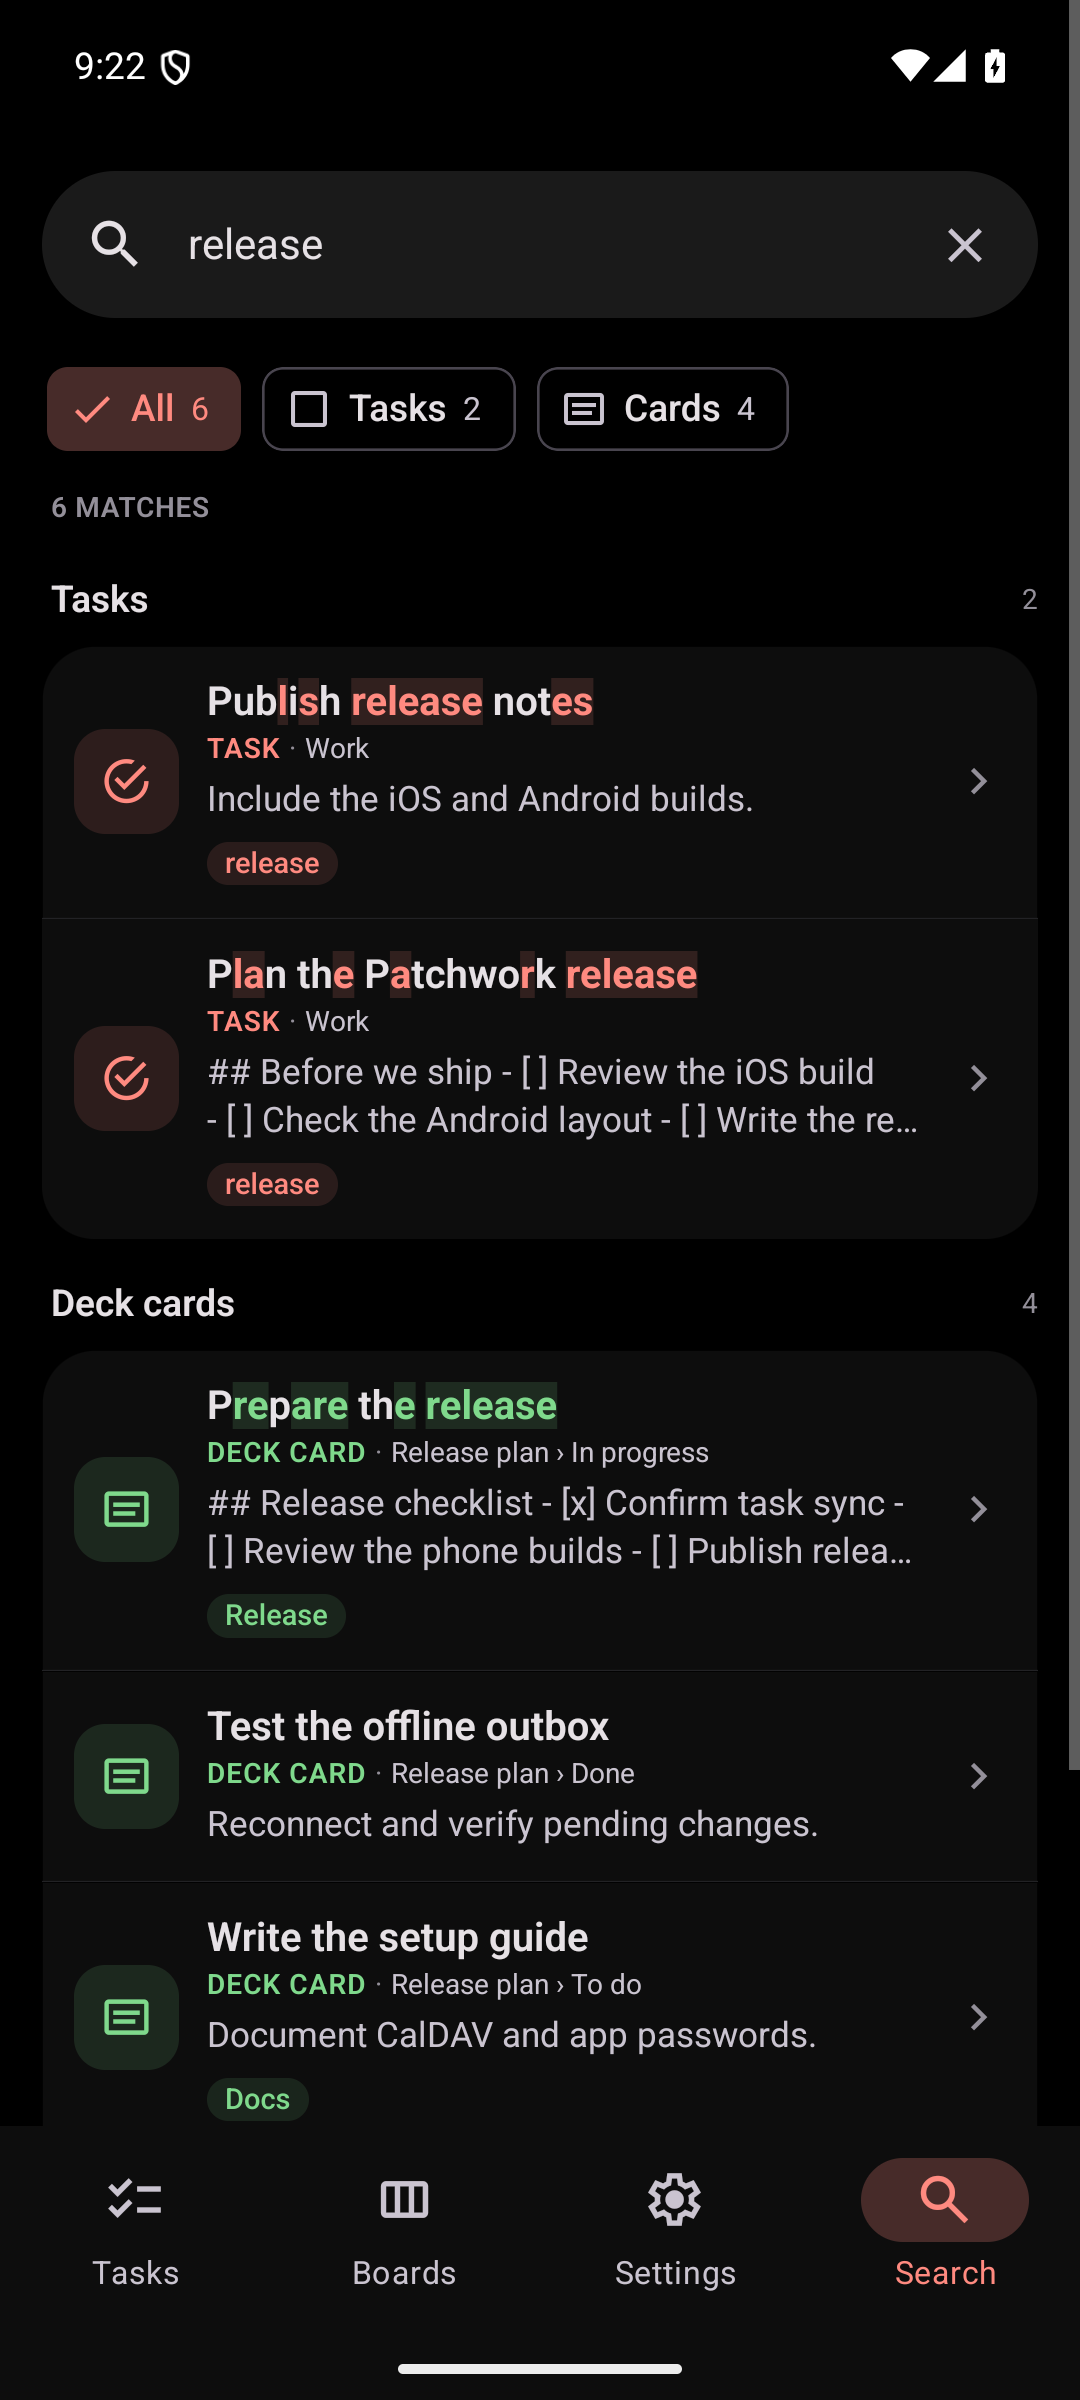 9:22
release
All 6
Tasks 2
Cards 4
6 MATCHES
Tasks 2
Publish release notes
TASK · Work
Include the iOS and Android builds.
release
Plan the Patchwork release
TASK · Work
## Before we ship - [ ] Review the iOS build
- [ ] Check the Android layout - [ ] Write the re…
release
Deck cards 4
Prepare the release
DECK CARD · Release plan › In progress
## Release checklist - [x] Confirm task sync -
[ ] Review the phone builds - [ ] Publish relea…
Release
Test the offline outbox
DECK CARD · Release plan › Done
Reconnect and verify pending changes.
Write the setup guide
DECK CARD · Release plan › To do
Document CalDAV and app passwords.
Docs
Tasks
Boards
Settings
Search